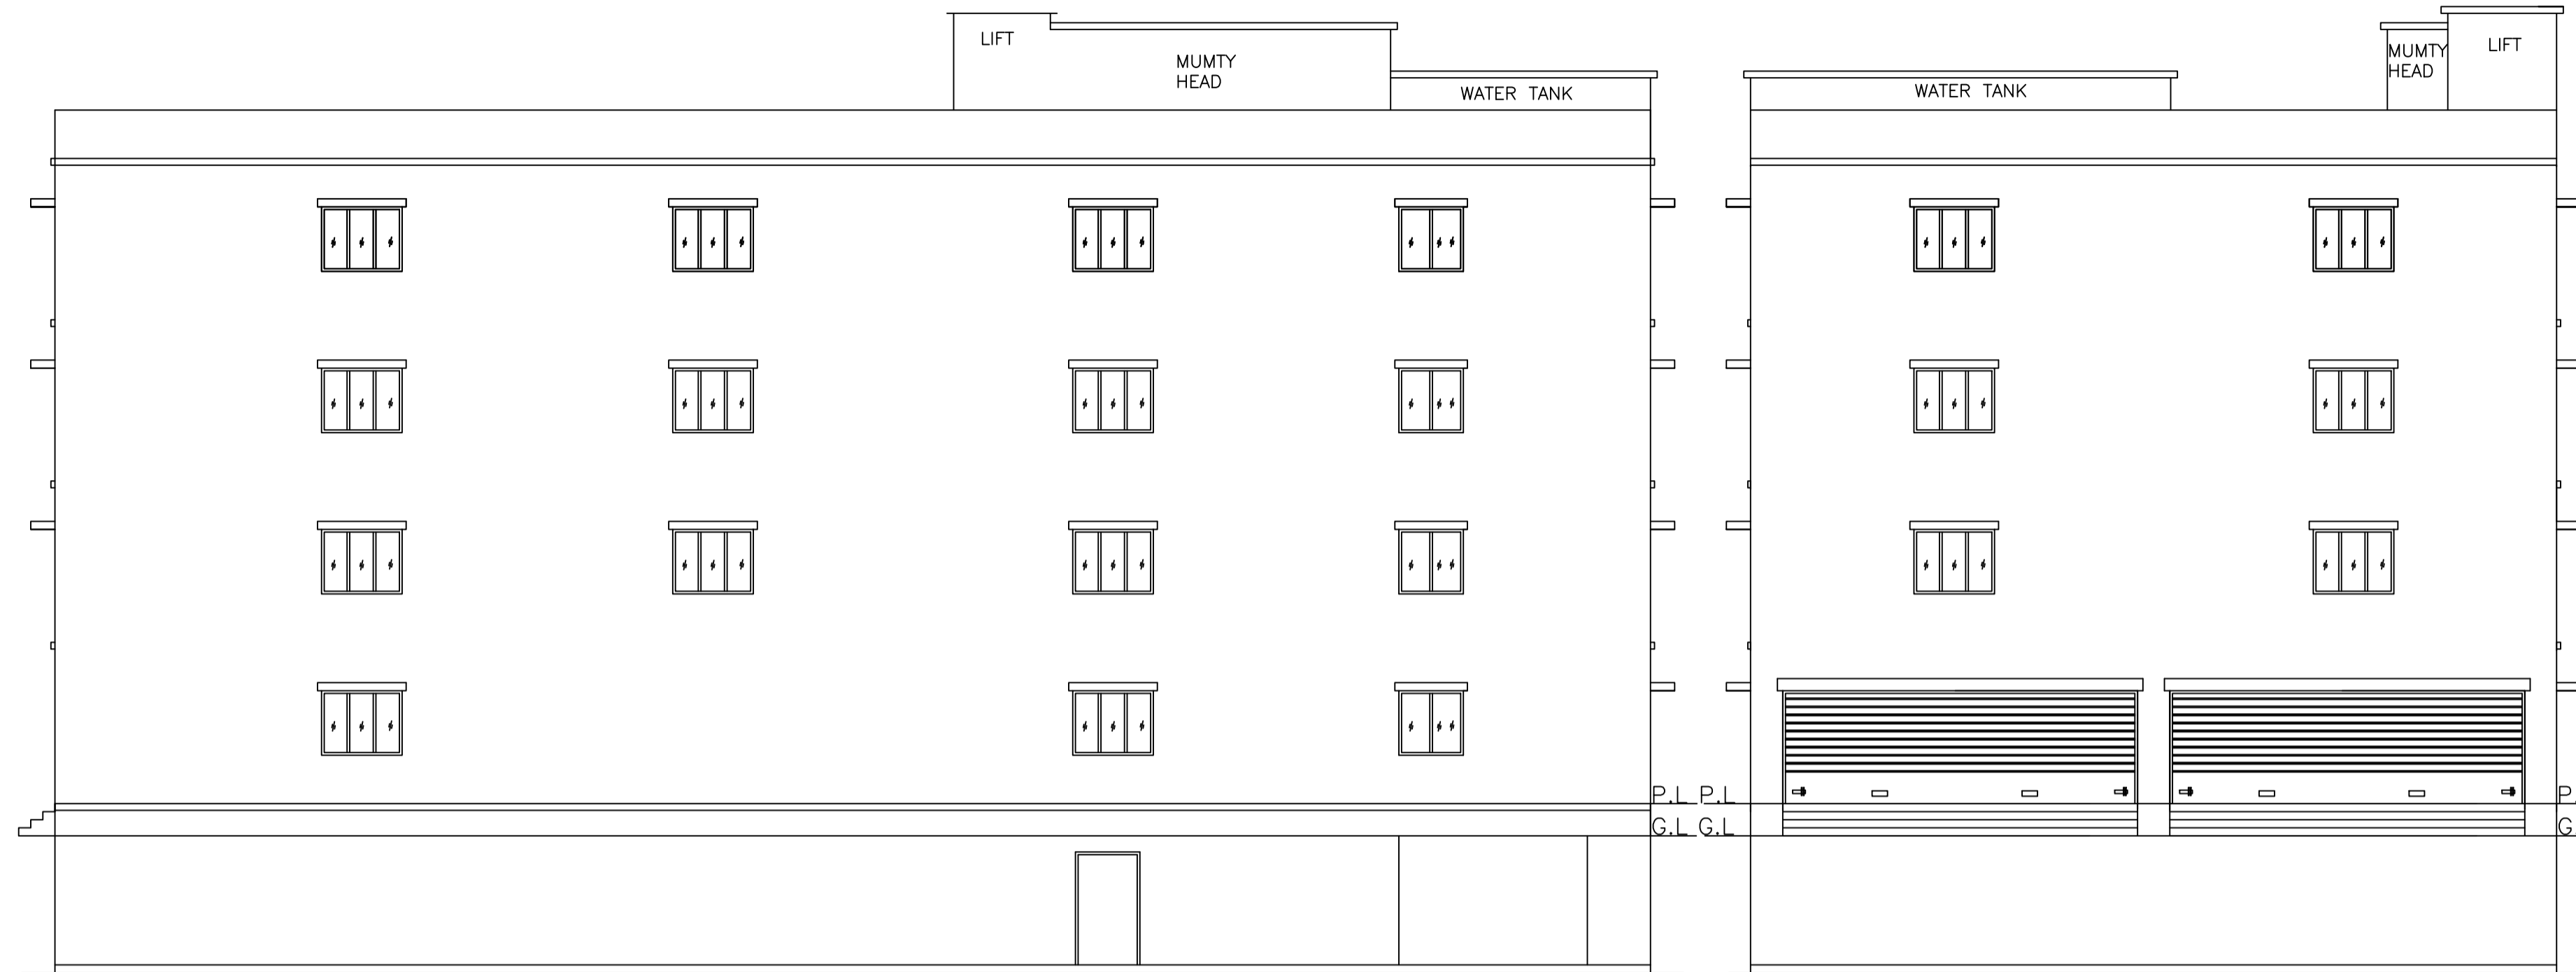 LIFT
MUMTY
HEAD
WATER TANK
WATER TANK
MUMTY
HEAD
LIFT
P.L P.L
G.L G.L
P.
G.